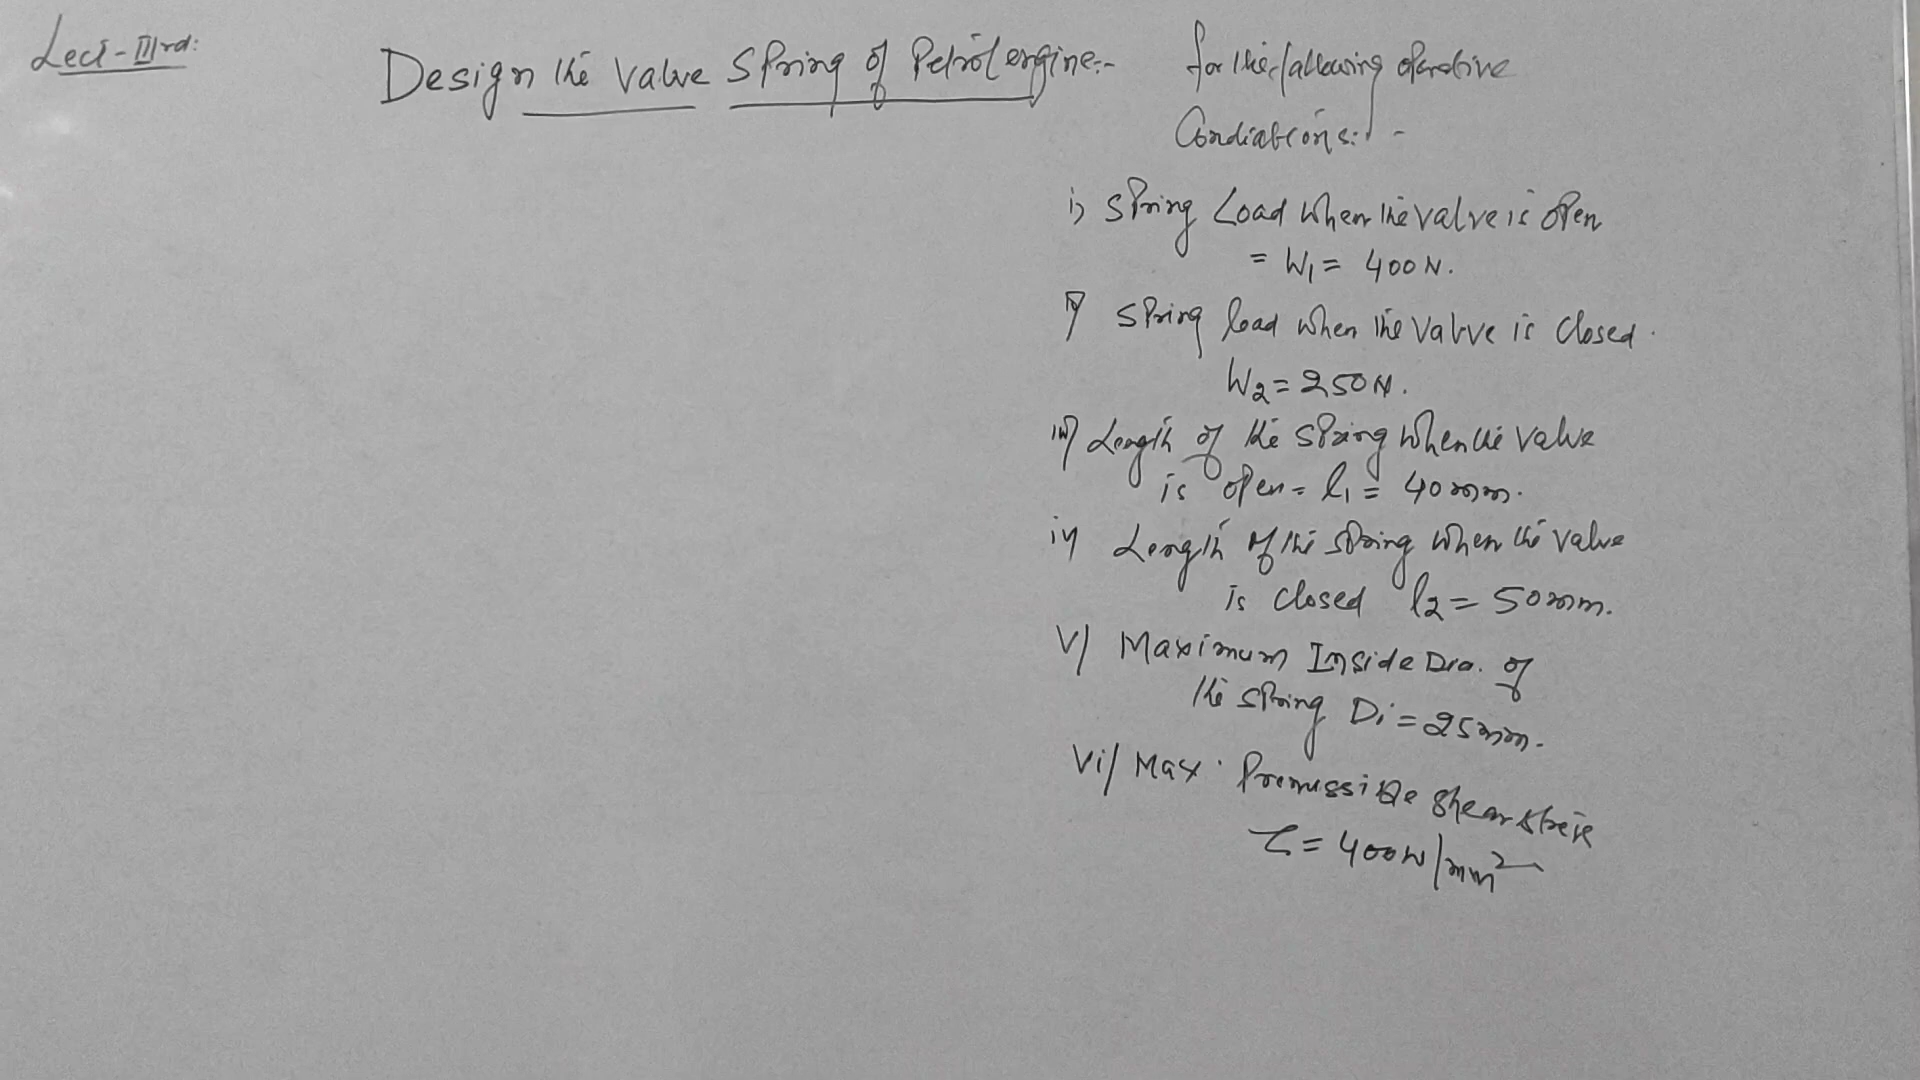 Lect-IIIrd:
Design the Valve Spring of Petrol engine:- for the following operative
Condiations:-
i) Spring Load when the valve is open
= W1 = 400N.
ii) Spring load when the valve is closed.
W2 = 250N.
iii) Length of the spring when the valve
is open = l1 = 40mm.
iv) Length of the spring when the valve
is closed l2 = 50mm.
V) Maximum Inside Dia. of
the spring Di = 25mm.
Vi) Max. Premissible shear stress
τ = 400N/mm²